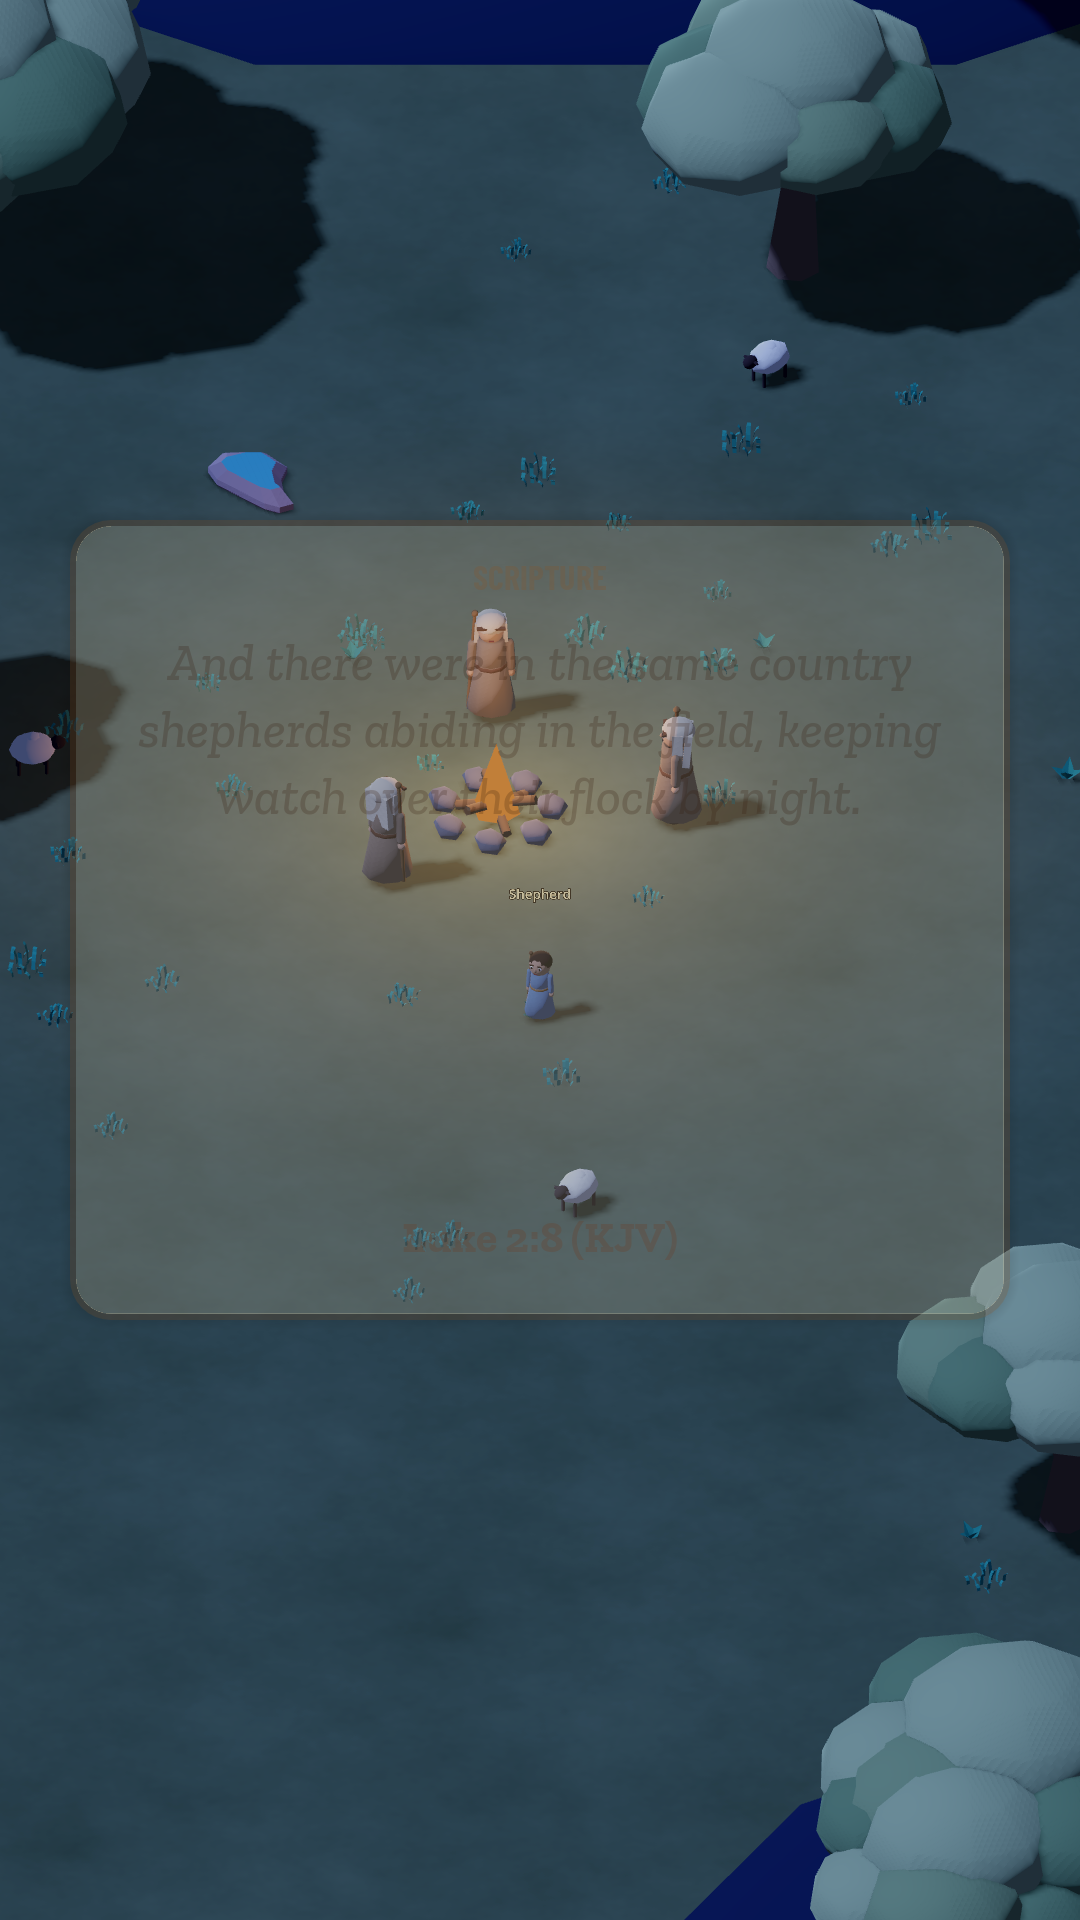 SCRIPTURE
And there were in the same country
shepherds abiding in the field, keeping
watch over their flock by night.
Shepherd
Luke 2:8 (KJV)